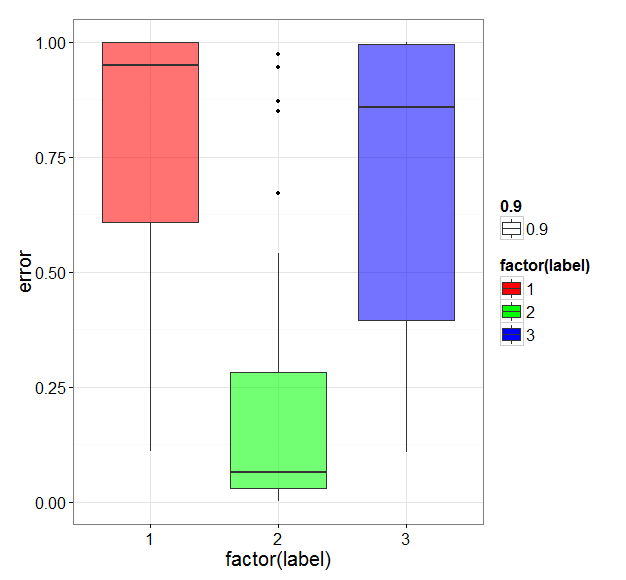 1.00
0.75
0.50
0.25
0.00
error
1 2 3
factor(label)
0.9
0.9
factor(label)
1
2
3